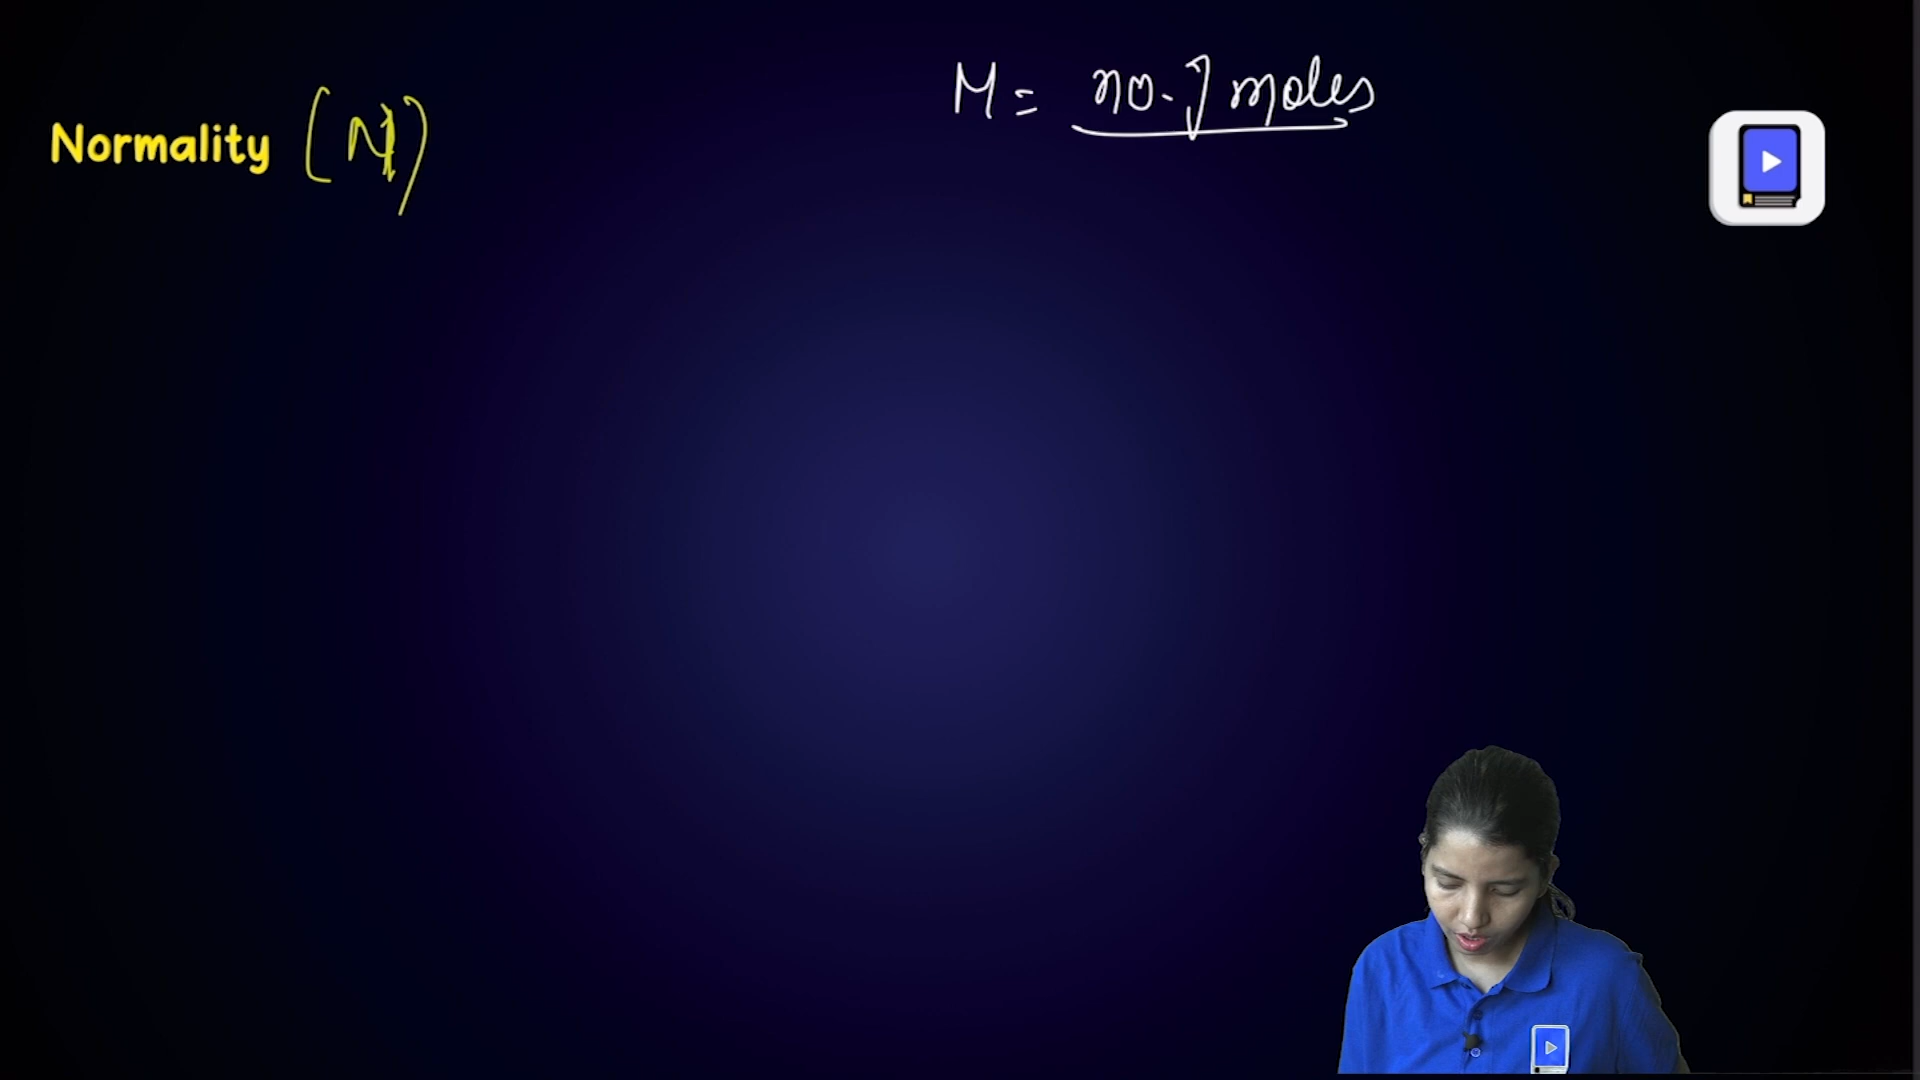 Normality (N)
M = no. of moles